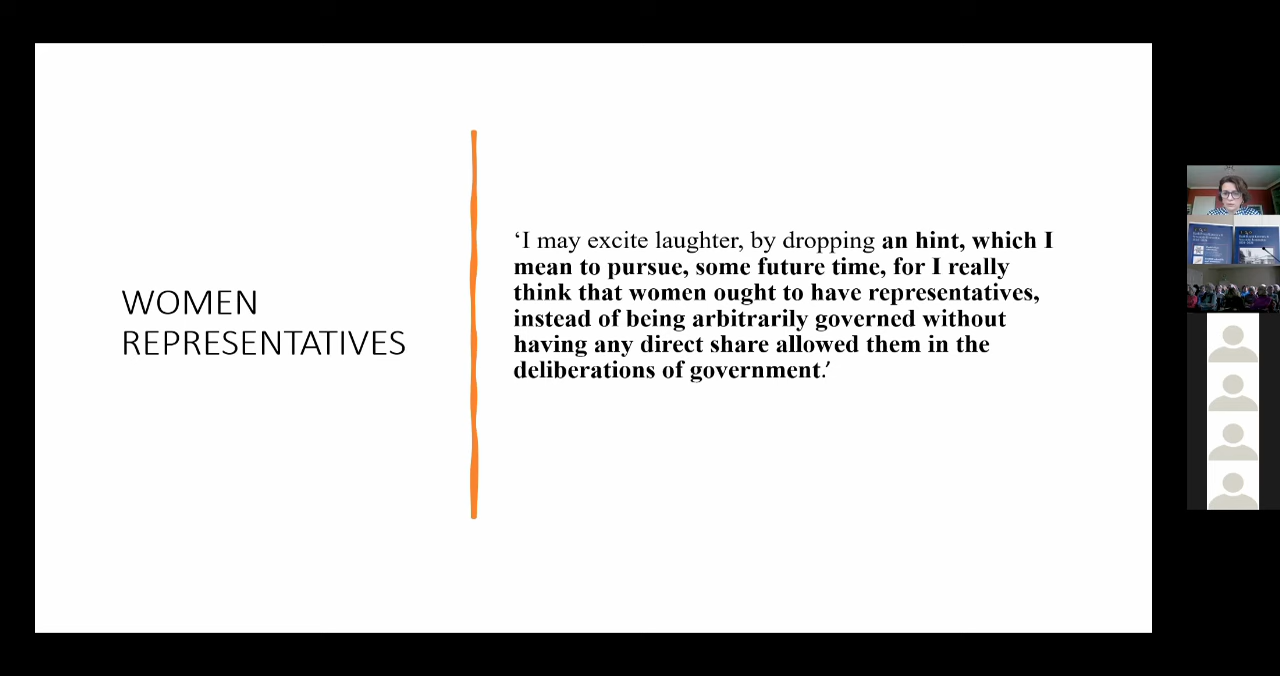 WOMEN
REPRESENTATIVES
‘I may excite laughter, by dropping an hint, which I
mean to pursue, some future time, for I really
think that women ought to have representatives,
instead of being arbitrarily governed without
having any direct share allowed them in the
deliberations of government.’